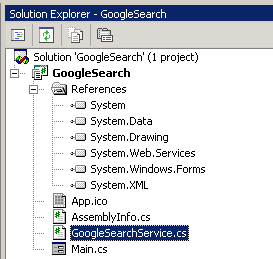 Solution Explorer - GoogleSearch
Solution 'GoogleSearch' (1 project)
GoogleSearch
References
System
System.Data
System.Drawing
System.Web.Services
System.Windows.Forms
System.XML
App.ico
AssemblyInfo.cs
GoogleSearchService.cs
Main.cs